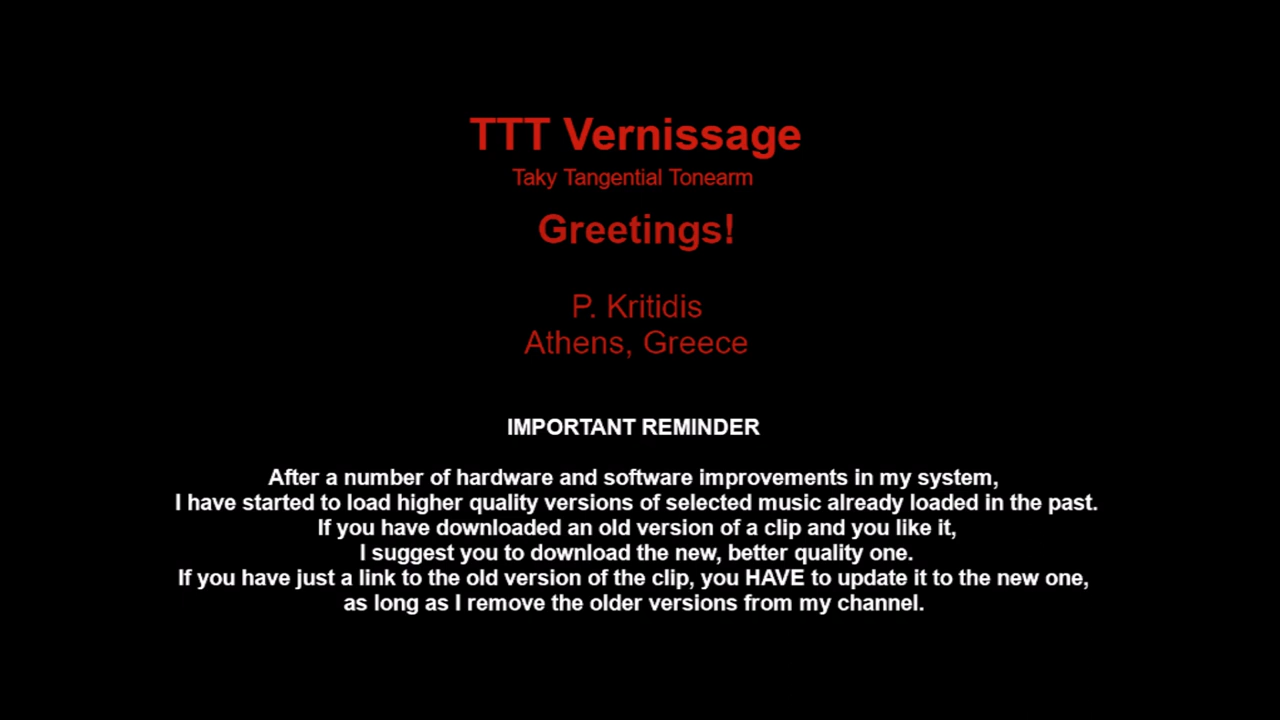 TTT Vernissage
Taky Tangential Tonearm
Greetings!
P. Kritidis
Athens, Greece
IMPORTANT REMINDER
After a number of hardware and software improvements in my system,
I have started to load higher quality versions of selected music already loaded in the past.
If you have downloaded an old version of a clip and you like it,
I suggest you to download the new, better quality one.
If you have just a link to the old version of the clip, you HAVE to update it to the new one,
as long as I remove the older versions from my channel.